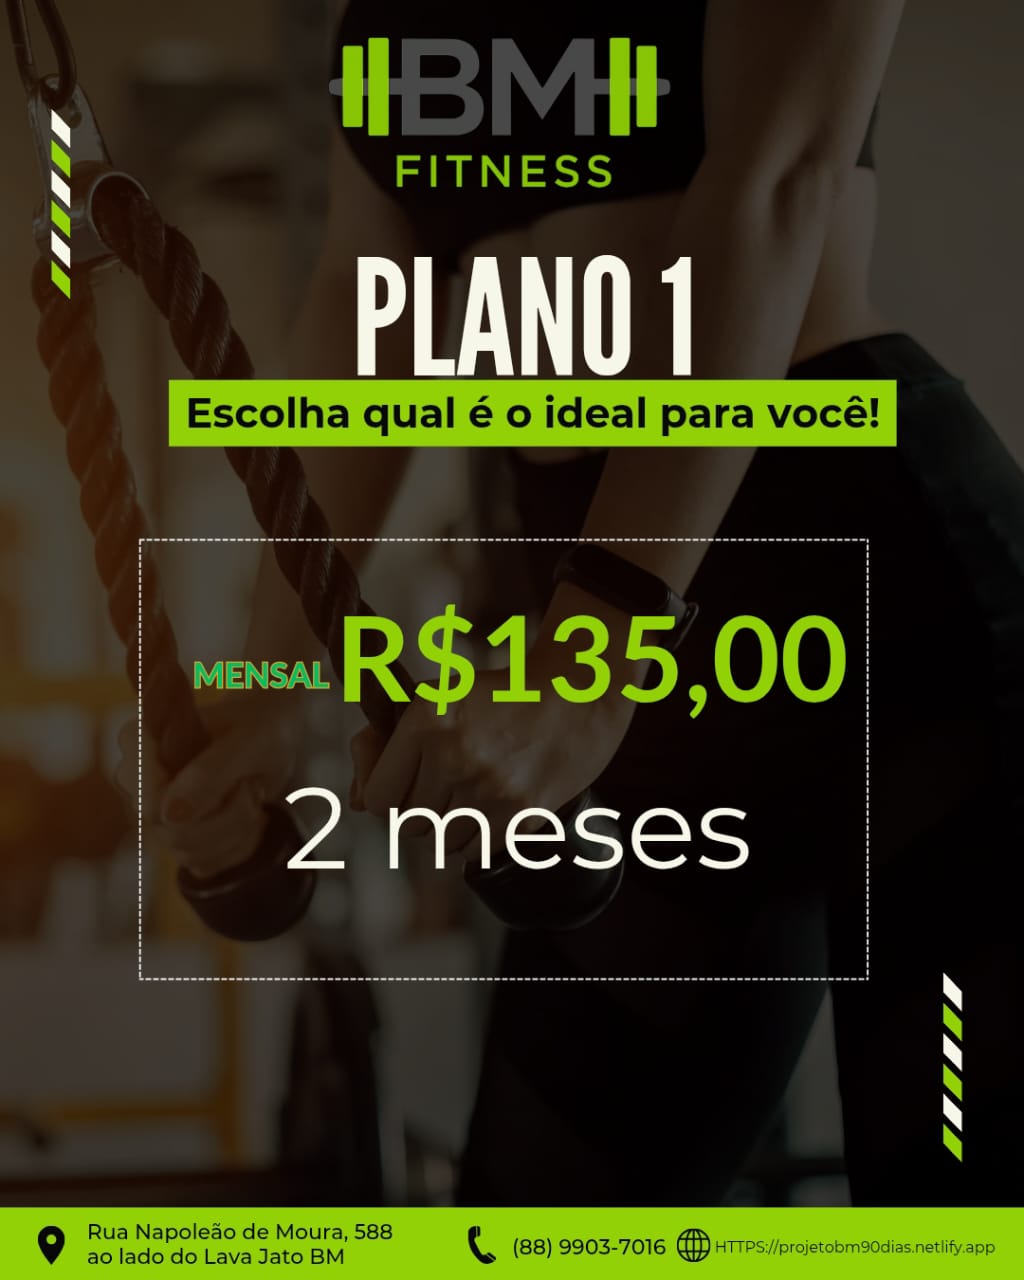 BM
FITNESS
PLANO 1
Escolha qual é o ideal para você!
MENSAL R$135,00
2 meses
Rua Napoleão de Moura, 588
ao lado do Lava Jato BM
(88) 9903-7016
HTTPS://projetobm90dias.netlify.app